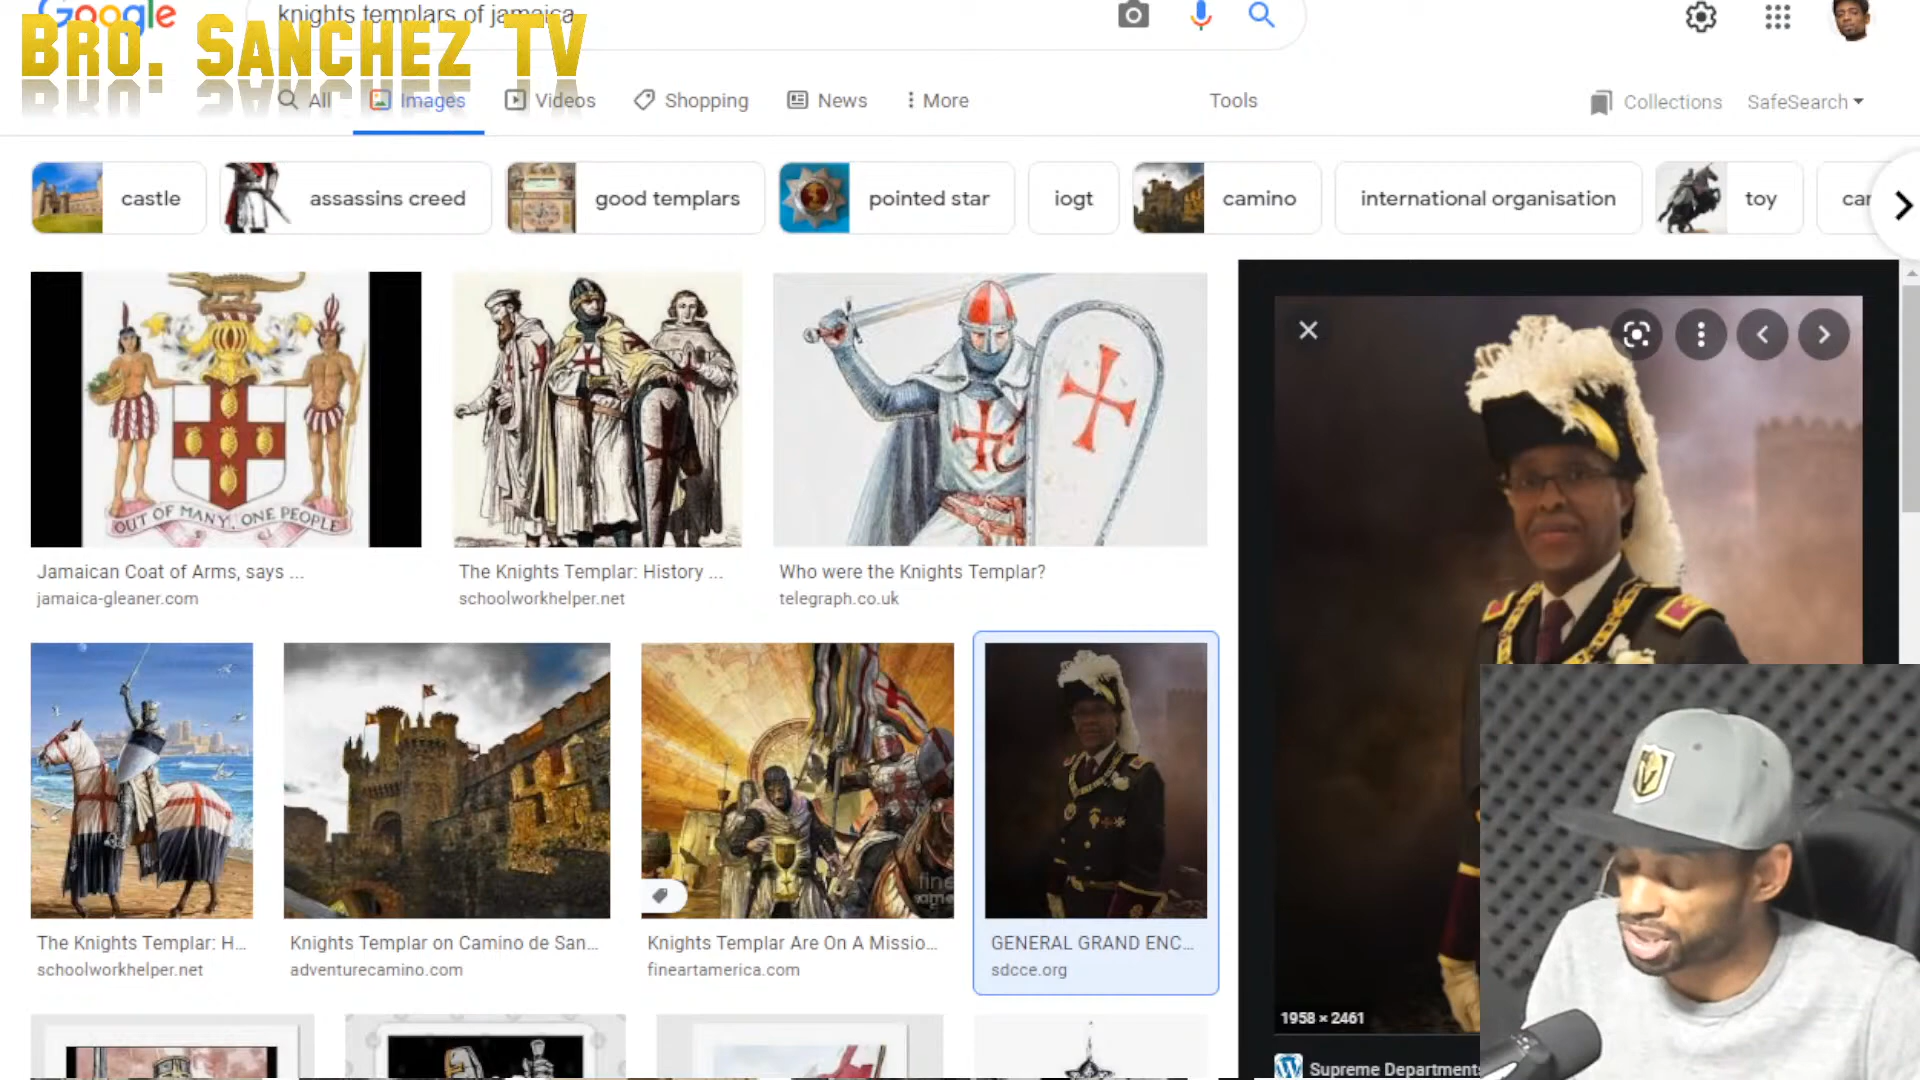 Google
knights templars of jamaica
BRO. SANCHEZ TV
All
Images
Videos
Shopping
News
More
Tools
Collections
SafeSearch
castle
assassins creed
good templars
pointed star
iogt
camino
international organisation
toy
car
OUT OF MANY, ONE PEOPLE
Jamaican Coat of Arms, says ...
jamaica-gleaner.com
The Knights Templar: History ...
schoolworkhelper.net
Who were the Knights Templar?
telegraph.co.uk
fine
The Knights Templar: H...
schoolworkhelper.net
Knights Templar on Camino de San...
adventurecamino.com
Knights Templar Are On A Missio...
fineartamerica.com
GENERAL GRAND ENC...
sdcce.org
1958 × 2461
Supreme Department